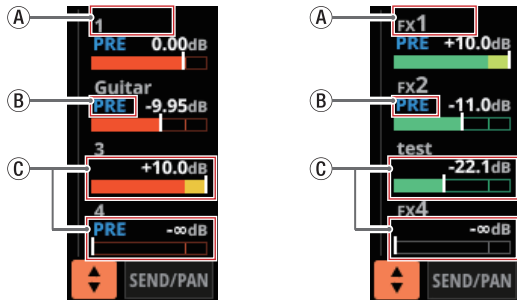 A
1
PRE 0.00dB
Guitar
B
PRE -9.95dB
3
C
+10.0dB
4
PRE -∞dB
SEND/PAN
A
FX1
PRE +10.0dB
FX2
B
PRE -11.0dB
test
C
-22.1dB
FX4
-∞dB
SEND/PAN